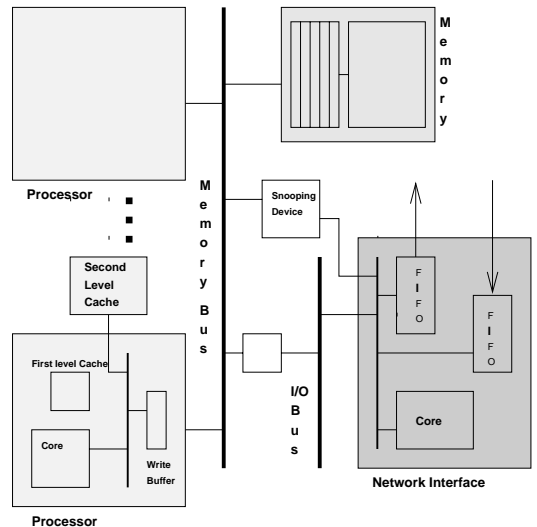 M
e
m
o
r
y
Processor
M
e
m
o
r
y
B
u
s
Snooping
Device
Second
Level
Cache
First level Cache
Core
Write
Buffer
Processor
I/O
B
u
s
F
I
F
O
F
I
F
O
Core
Network Interface